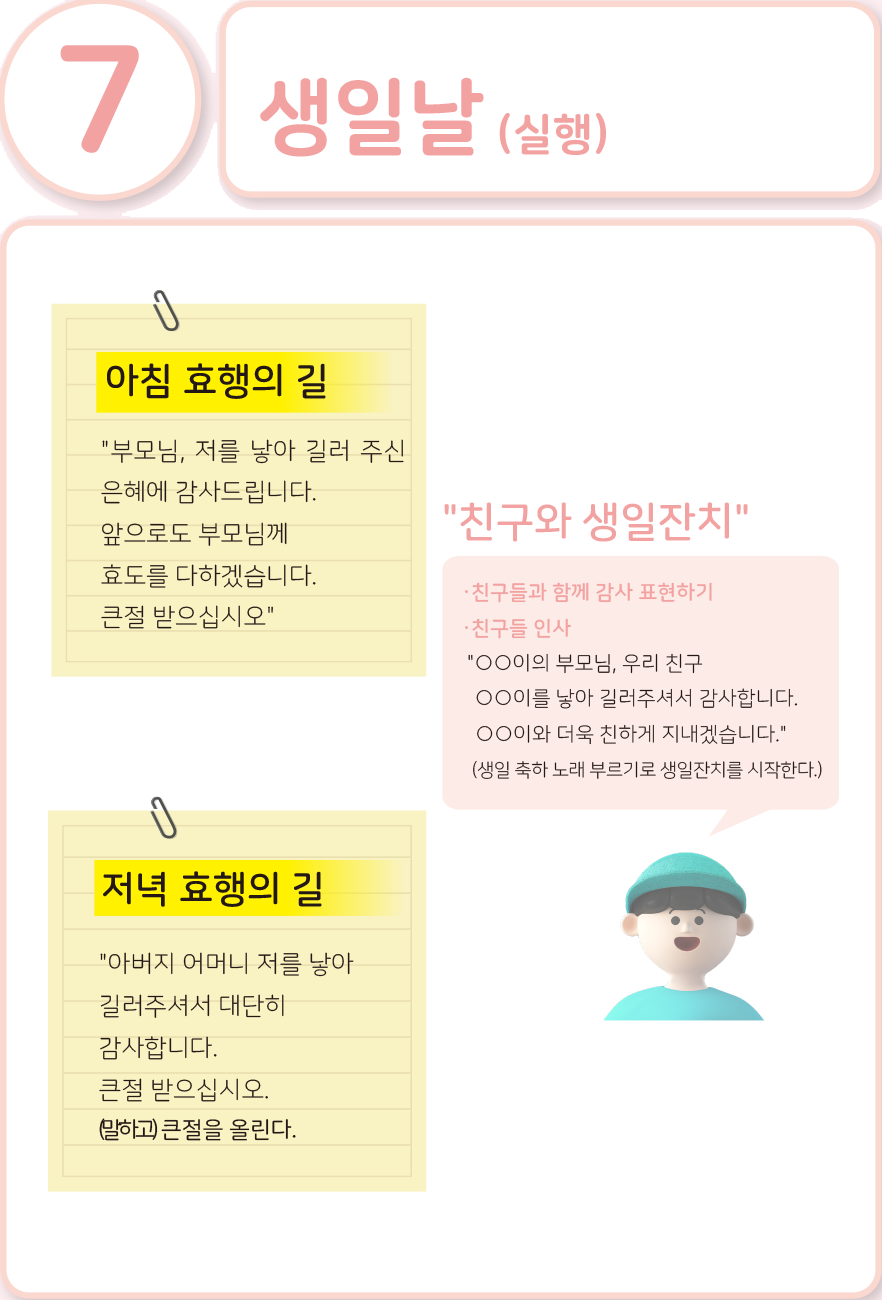 7
생일날 (실행)
아침 효행의 길
"부모님, 저를 낳아 길러 주신
은혜에 감사드립니다.
앞으로도 부모님께
효도를 다하겠습니다.
큰절 받으십시오"
"친구와 생일잔치"
·친구들과 함께 감사 표현하기
·친구들 인사
"○○이의 부모님, 우리 친구
○○이를 낳아 길러주셔서 감사합니다.
○○이와 더욱 친하게 지내겠습니다."
(생일 축하 노래 부르기로 생일잔치를 시작한다.)
저녁 효행의 길
"아버지 어머니 저를 낳아
길러주셔서 대단히
감사합니다.
큰절 받으십시오.
(말하고) 큰절을 올린다.